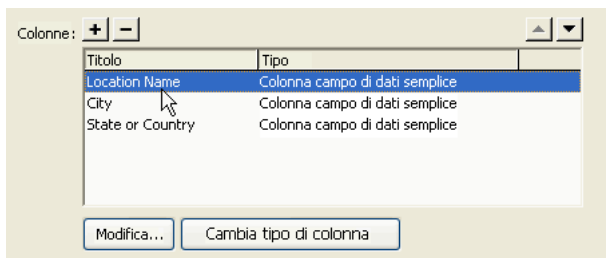 Colonne: + −
Titolo Tipo
Location Name Colonna campo di dati semplice
City Colonna campo di dati semplice
State or Country Colonna campo di dati semplice
Modifica... Cambia tipo di colonna